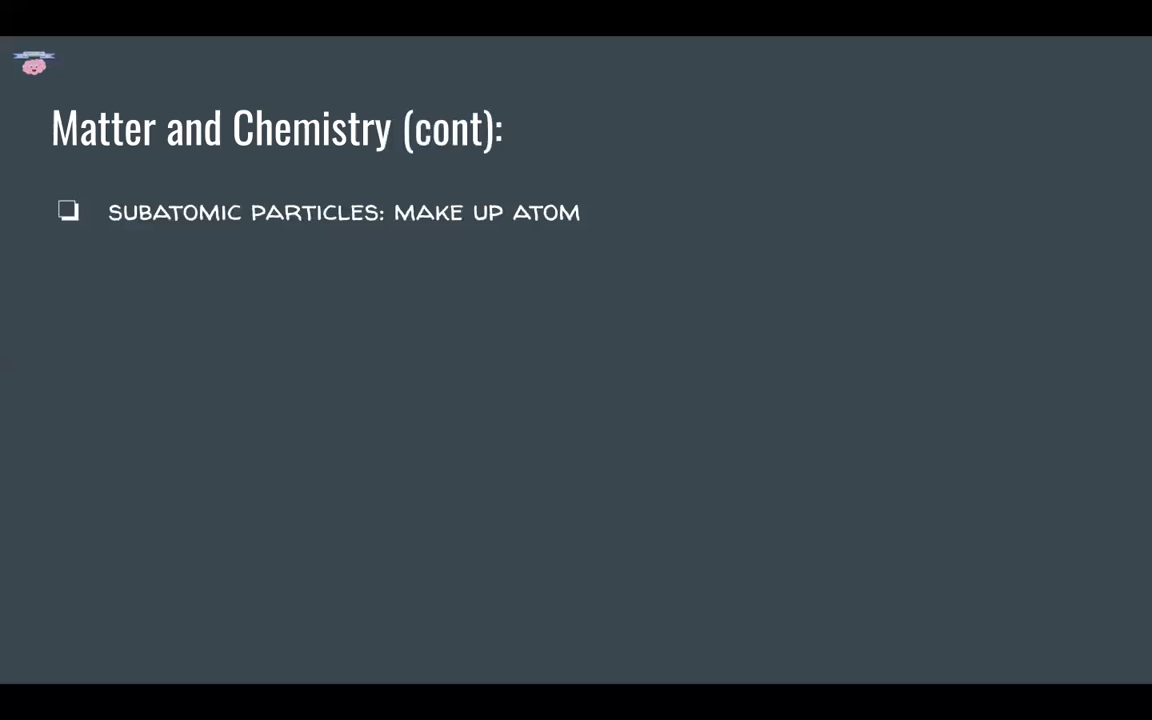 Matter and Chemistry (cont):
❏ SUBATOMIC PARTICLES: MAKE UP ATOM